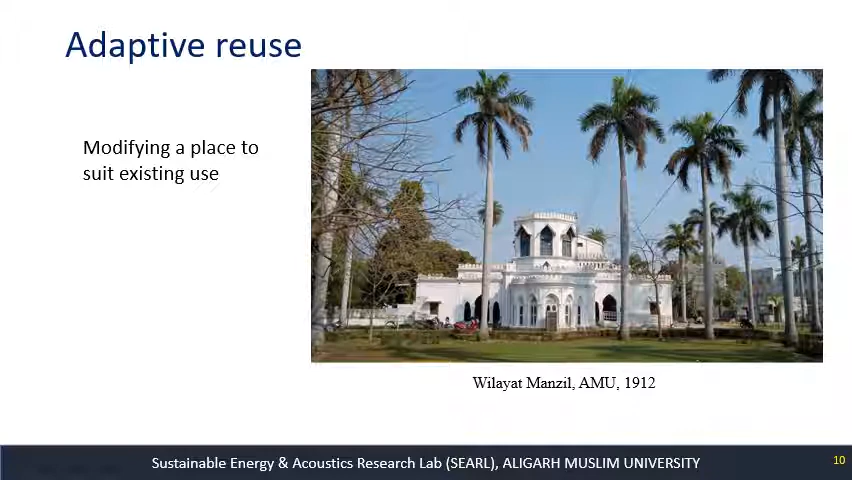 Adaptive reuse
Modifying a place to
suit existing use
Wilayat Manzil, AMU, 1912
Sustainable Energy & Acoustics Research Lab (SEARL), ALIGARH MUSLIM UNIVERSITY
10